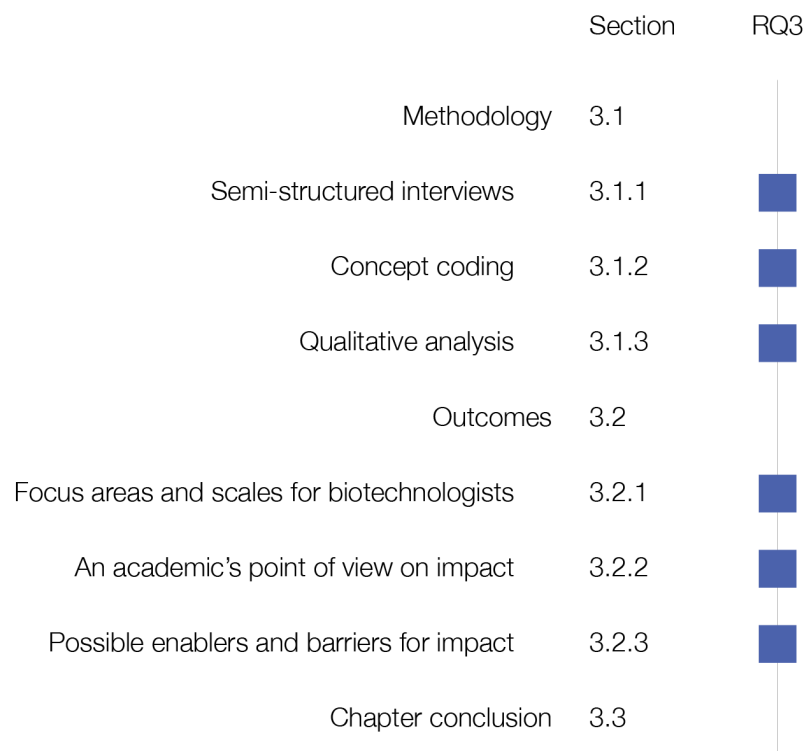 Section RQ3
Methodology 3.1
Semi-structured interviews 3.1.1
Concept coding 3.1.2
Qualitative analysis 3.1.3
Outcomes 3.2
Focus areas and scales for biotechnologists 3.2.1
An academic’s point of view on impact 3.2.2
Possible enablers and barriers for impact 3.2.3
Chapter conclusion 3.3